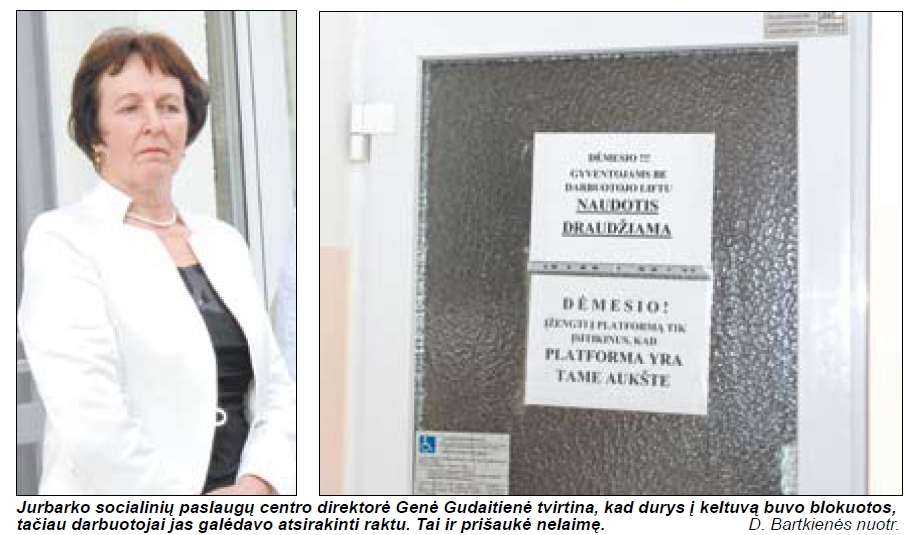 DĖMESIO !!!
GYVENTOJAMS BE
DARBUOTOJO LIFTU
NAUDOTIS
DRAUDŽIAMA
DĖMESIO!
ĮŽENGTI Į PLATFORMĄ TIK
ĮSITIKINUS, KAD
PLATFORMA YRA
TAME AUKŠTE
Jurbarko socialinių paslaugų centro direktorė Genė Gudaitienė tvirtina, kad durys į keltuvą buvo blokuotos,
tačiau darbuotojai jas galėdavo atsirakinti raktu. Tai ir prišaukė nelaimę. D. Bartkienės nuotr.